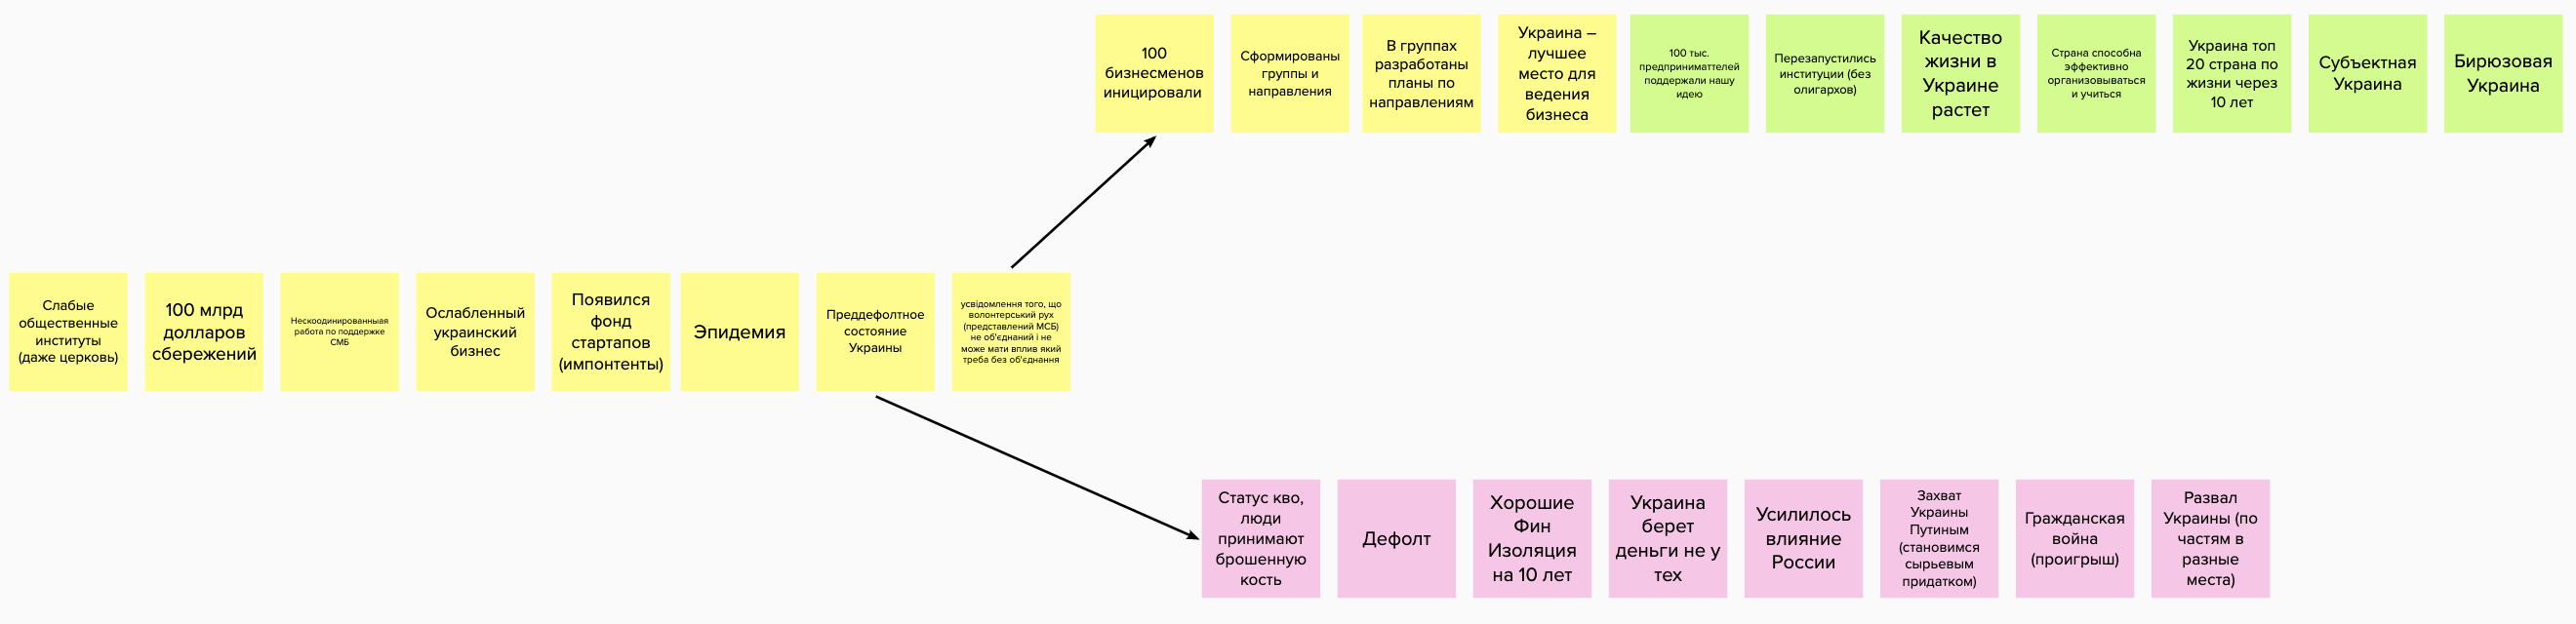 100
бизнесменов
иницировали
Сформированы
группы и
направления
В группах
разработаны
планы по
направлениям
Украина –
лучшее
место для
ведения
бизнеса
100 тыс.
предприниматтелей
поддержали нашу
идею
Перезапустились
институции (без
олигархов)
Качество
жизни в
Украине
растет
Страна способна
эффективно
организовываться
и учиться
Украина топ
20 страна по
жизни через
10 лет
Субъектная
Украина
Бирюзовая
Украина
Слабые
общественные
институты
(даже церковь)
100 млрд
долларов
сбережений
Нескоодинированныая
работа по поддержке
СМБ
Ослабленный
украинский
бизнес
Появился
фонд
стартапов
(импонтенты)
Эпидемия
Преддефолтное
состояние
Украины
усвідомлення того, що
волонтерський рух
(представлений МСБ)
не об'єднаний і не
може мати вплив який
треба без об'єднання
Статус кво,
люди
принимают
брошенную
кость
Дефолт
Хорошие
Фин
Изоляция
на 10 лет
Украина
берет
деньги не у
тех
Усилилось
влияние
России
Захват
Украины
Путиным
(становимся
сырьевым
придатком)
Гражданская
война
(проигрыш)
Развал
Украины (по
частям в
разные
места)